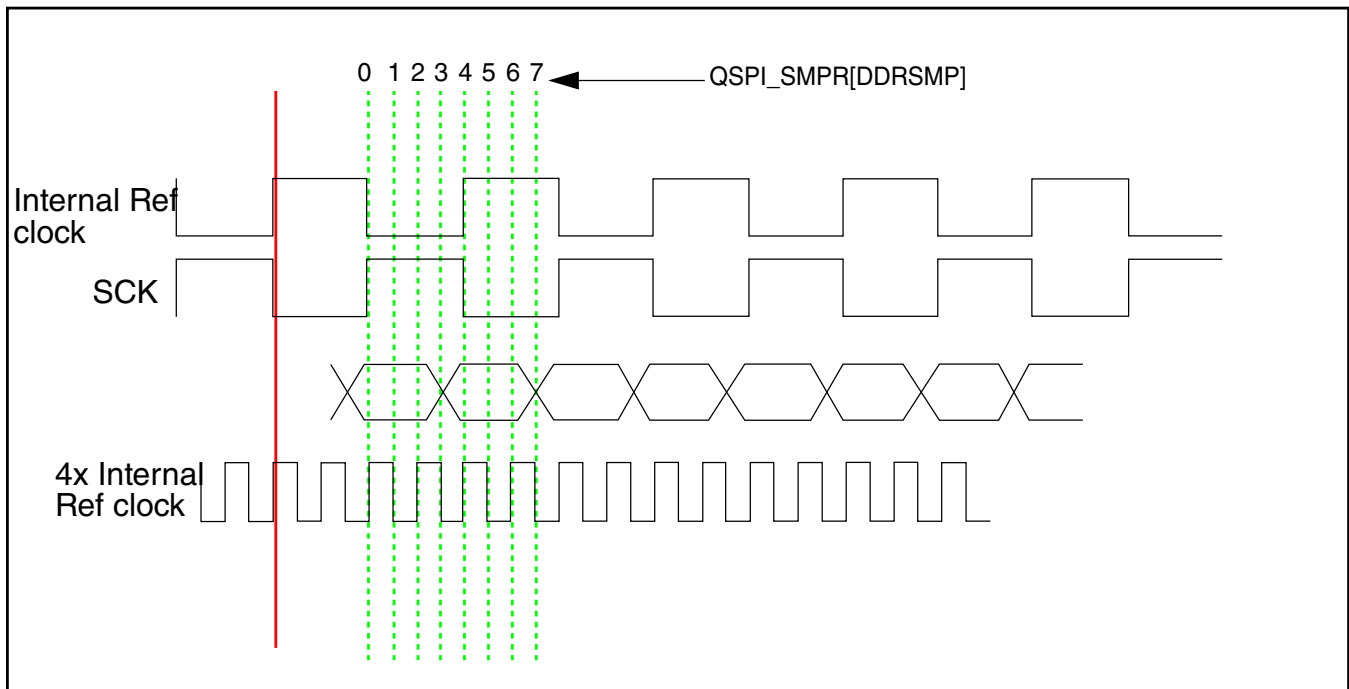 0 1 2 3 4 5 6 7 QSPI_SMPR[DDRSMP]
Internal Ref
clock
SCK
4x Internal
Ref clock